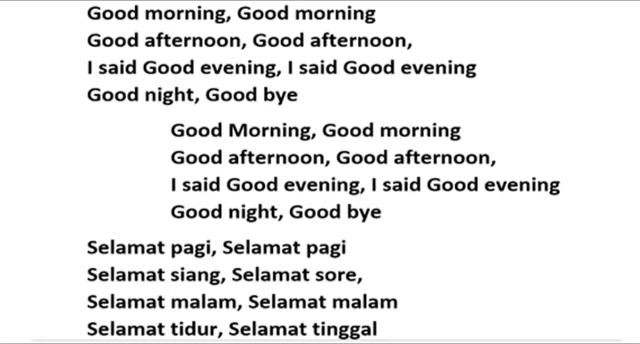 Good morning, Good morning
Good afternoon, Good afternoon,
I said Good evening, I said Good evening
Good night, Good bye
Good Morning, Good morning
Good afternoon, Good afternoon,
I said Good evening, I said Good evening
Good night, Good bye
Selamat pagi, Selamat pagi
Selamat siang, Selamat sore,
Selamat malam, Selamat malam
Selamat tidur, Selamat tinggal